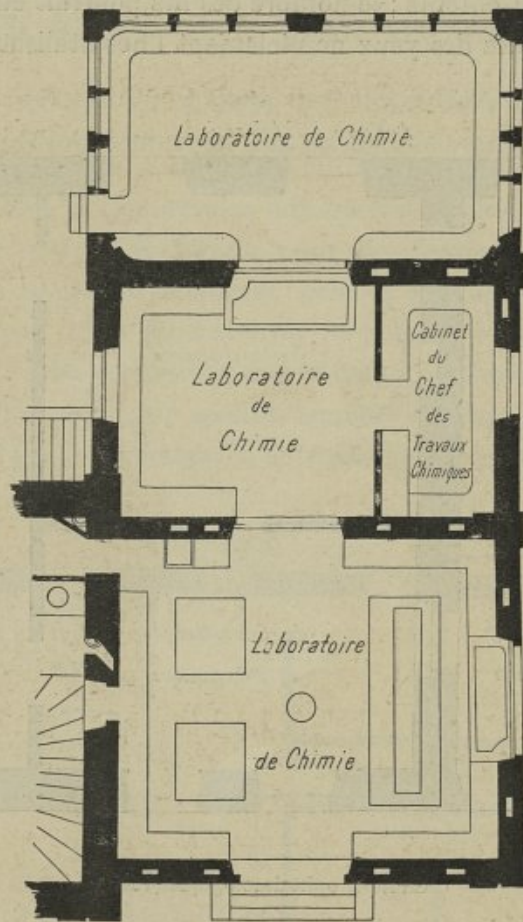 Laboratoire de Chimie.
Laboratoire
de
Chimie
Cabinet
du
Chef
des
Travaux
Chimiques
Laboratoire
de Chimie.